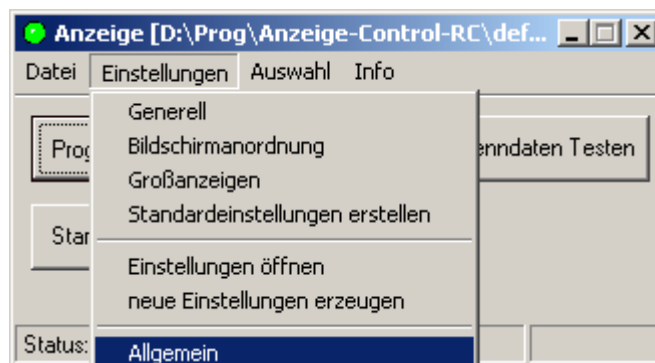 Anzeige [D:\Prog\Anzeige-Control-RC\def...
Datei Einstellungen Auswahl Info
Generell
Bildschirmanordnung
Großanzeigen
Standardeinstellungen erstellen
Einstellungen öffnen
neue Einstellungen erzeugen
Allgemein
Testen
Status: